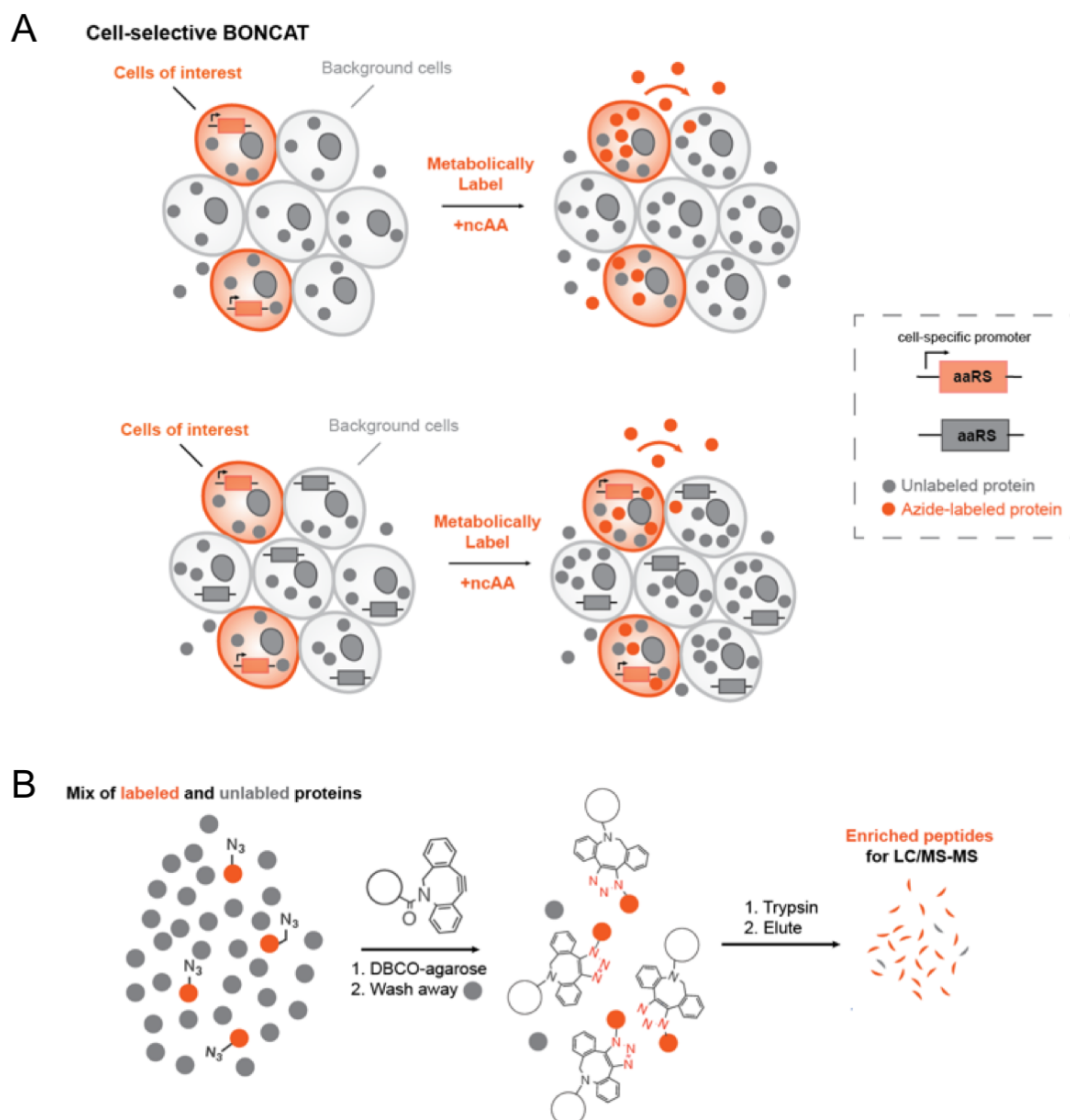 A
Cell-selective BONCAT
Cells of interest
Background cells
Metabolically
Label
+ncAA
cell-specific promoter
aaRS
aaRS
Unlabeled protein
Azide-labeled protein
Cells of interest
Background cells
Metabolically
Label
+ncAA
B
Mix of labeled and unlabled proteins
N3
N3
N3
N3
N
O
1. DBCO-agarose
2. Wash away
N
N
N N
N
N
N
N
N
N
N N
N
N
N
N
1. Trypsin
2. Elute
Enriched peptides
for LC/MS-MS